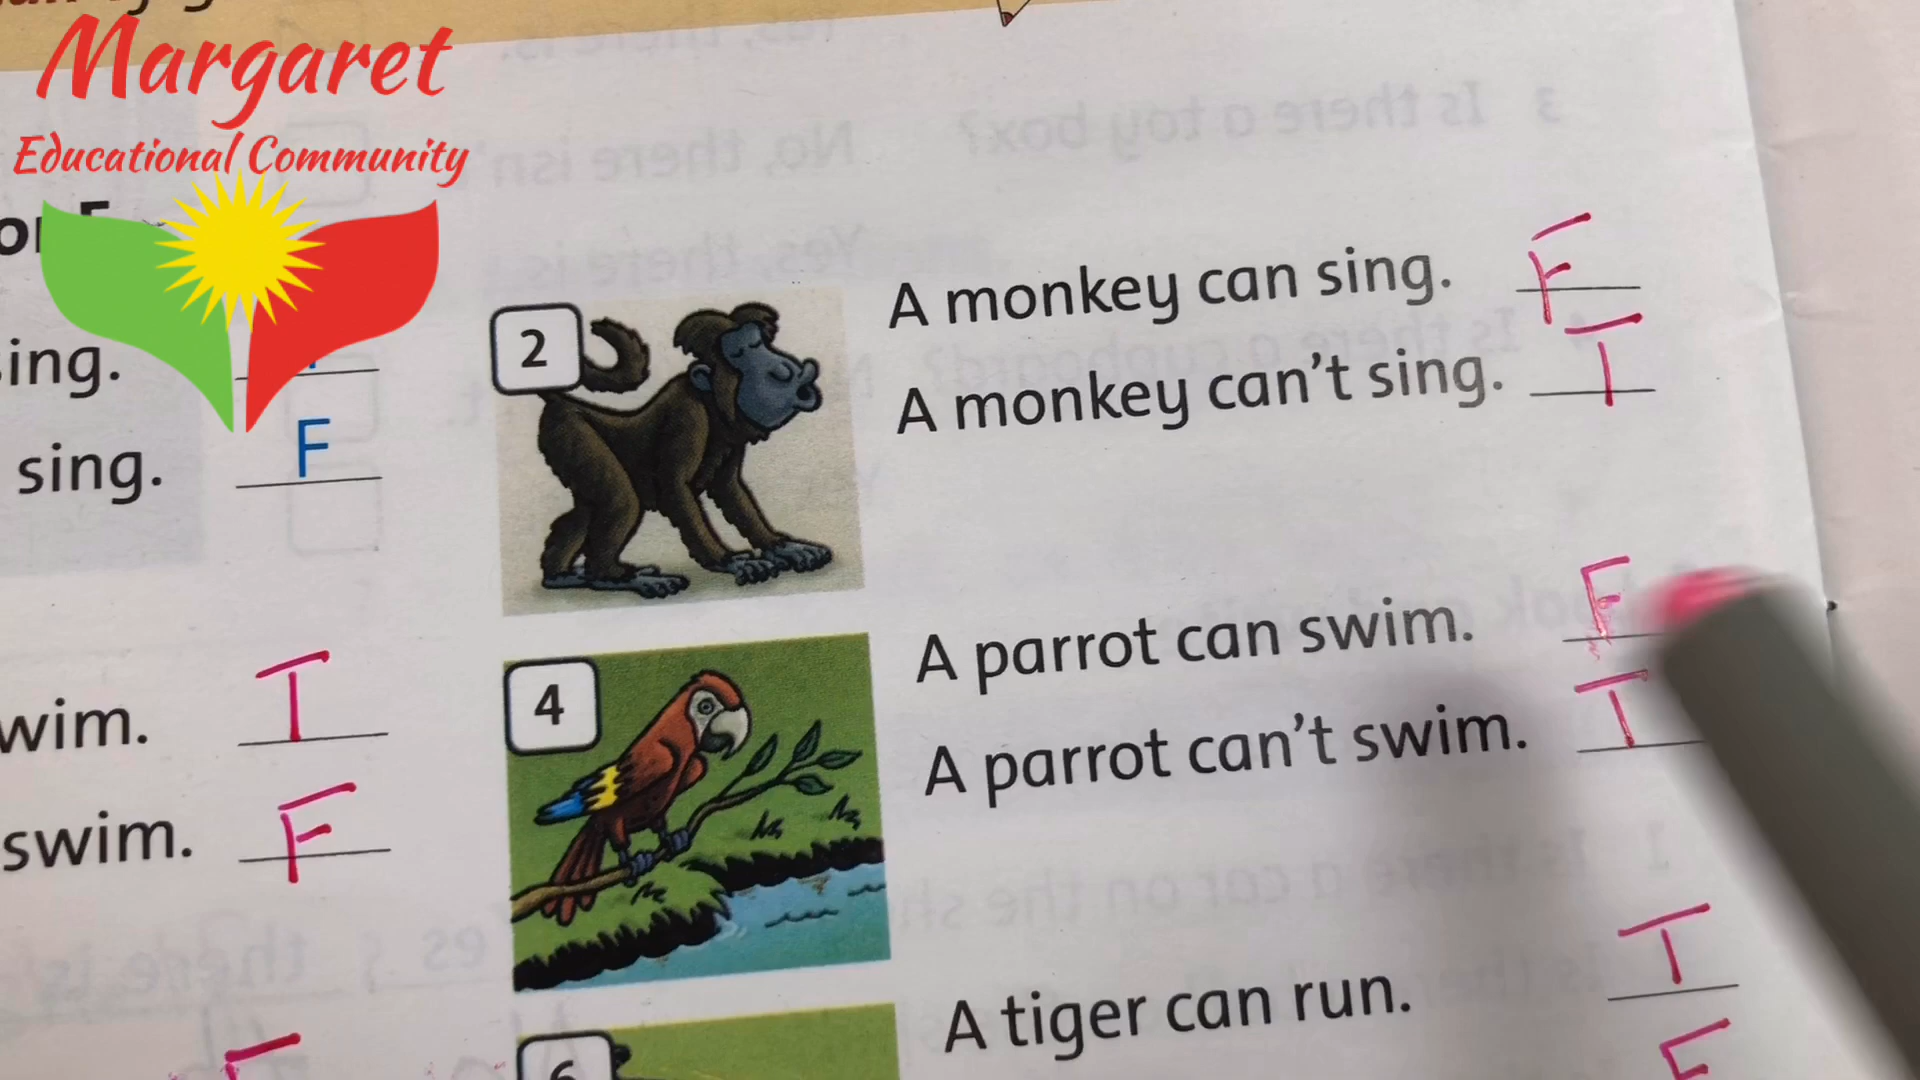 Margaret
Educational Community
ing.
sing. F
wim. T
swim. F
2
A monkey can sing. F
A monkey can't sing. T
4
A parrot can swim. F
A parrot can't swim. T
6
A tiger can run. T
F
F